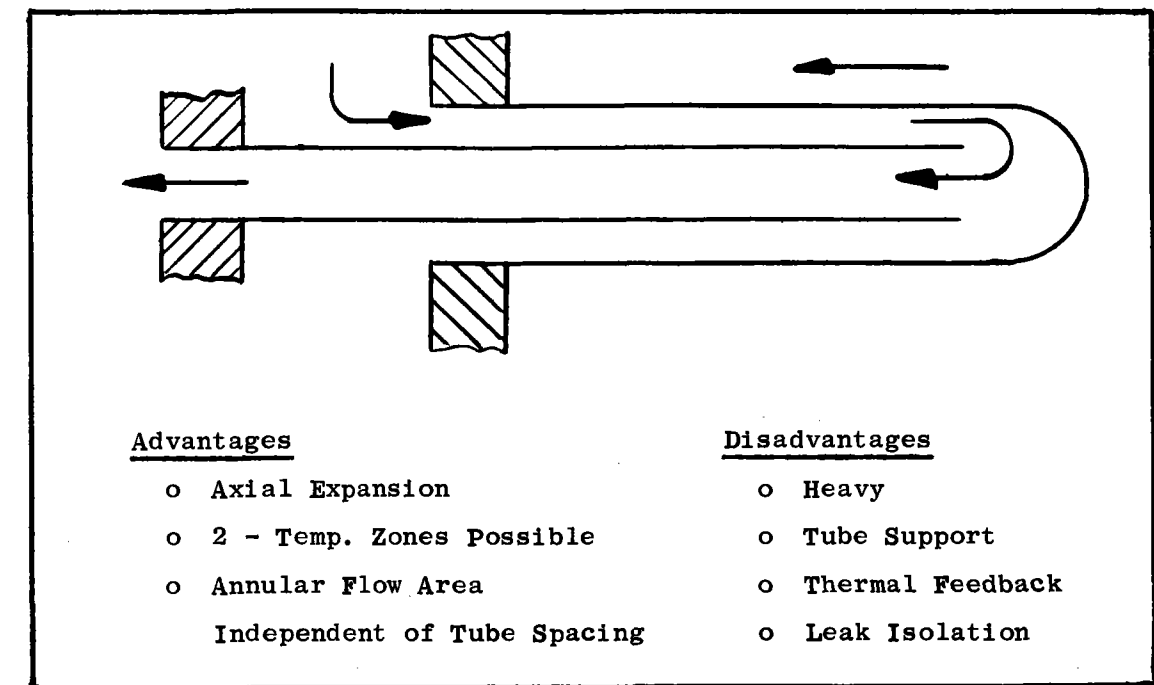 Advantages
o Axial Expansion
o 2 - Temp. Zones Possible
o Annular Flow Area
Independent of Tube Spacing
Disadvantages
o Heavy
o Tube Support
o Thermal Feedback
o Leak Isolation